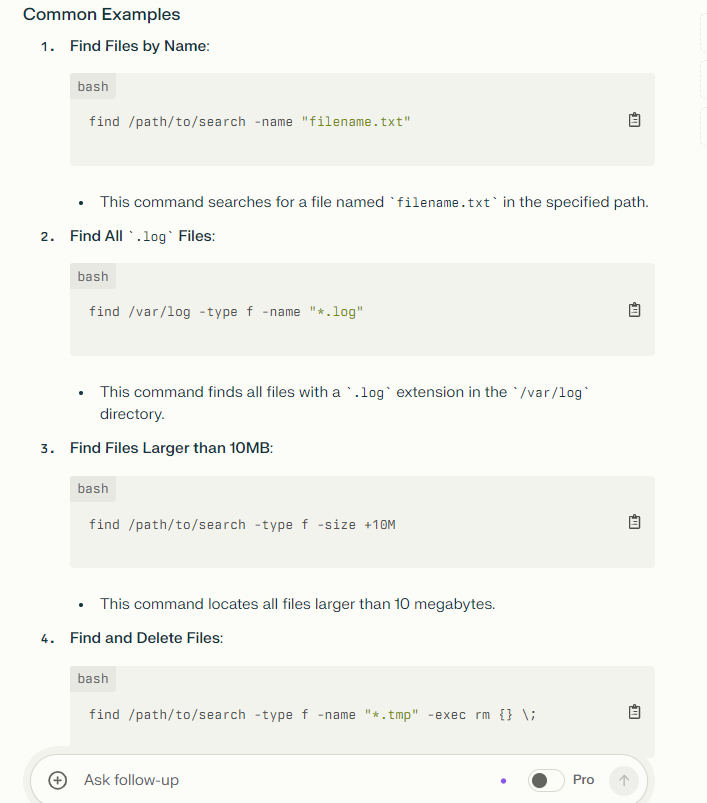 Common Examples
1. Find Files by Name:
bash
find /path/to/search -name "filename.txt"
• This command searches for a file named `filename.txt` in the specified path.
2. Find All `.log` Files:
bash
find /var/log -type f -name "*.log"
• This command finds all files with a `.log` extension in the `/var/log`
directory.
3. Find Files Larger than 10MB:
bash
find /path/to/search -type f -size +10M
• This command locates all files larger than 10 megabytes.
4. Find and Delete Files:
bash
find /path/to/search -type f -name "*.tmp" -exec rm {} \;
Ask follow-up
Pro